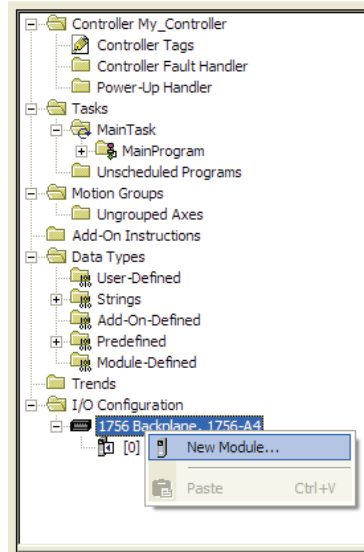 Controller My_Controller
Controller Tags
Controller Fault Handler
Power-Up Handler
Tasks
MainTask
MainProgram
Unscheduled Programs
Motion Groups
Ungrouped Axes
Add-On Instructions
Data Types
User-Defined
Strings
Add-On-Defined
Predefined
Module-Defined
Trends
I/O Configuration
1756 Backplane, 1756-A4
[0] New Module...
Paste Ctrl+V